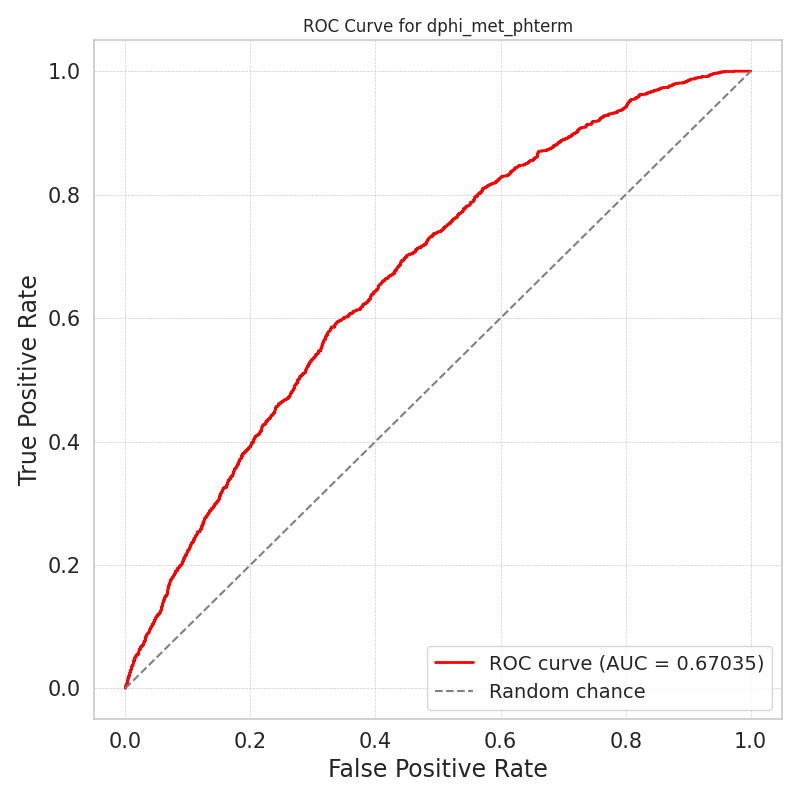 ROC Curve for dphi_met_phterm
True Positive Rate
1.0
0.8
0.6
0.4
0.2
0.0
ROC curve (AUC = 0.67035)
Random chance
0.0 0.2 0.4 0.6 0.8 1.0
False Positive Rate